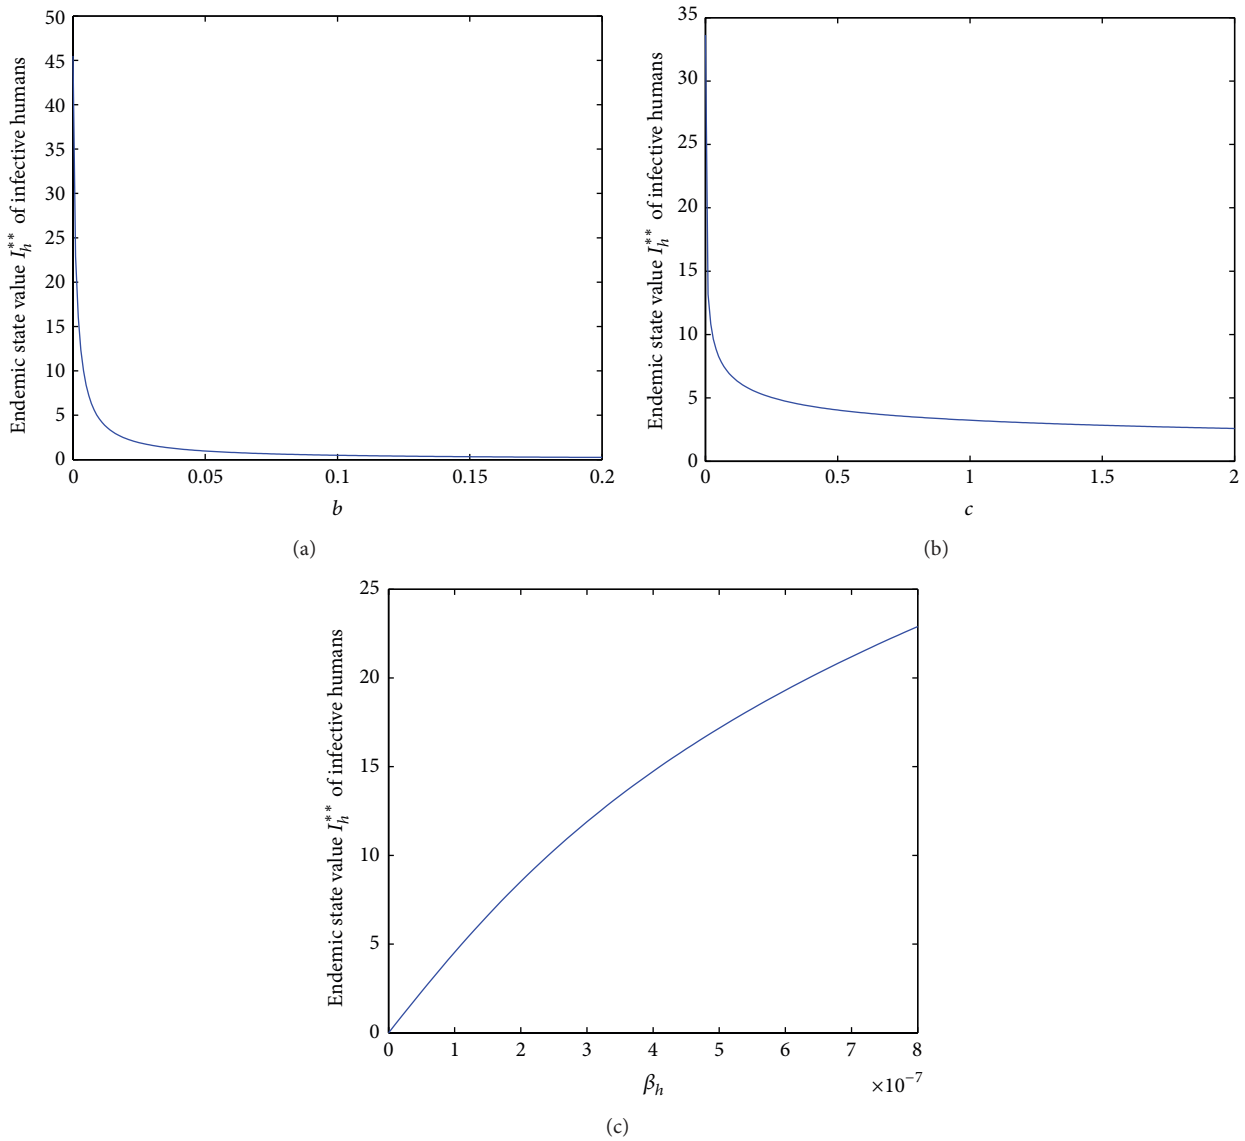 50
45
40
35
30
25
20
15
10
5
0
0 0.05 0.1 0.15 0.2
Endemic state value I_h^** of infective humans
b
(a)
35
30
25
20
15
10
5
0
0 0.5 1 1.5 2
Endemic state value I_h^** of infective humans
c
(b)
25
20
15
10
5
0
0 1 2 3 4 5 6 7 8
×10⁻⁷
Endemic state value I_h^** of infective humans
β_h
(c)